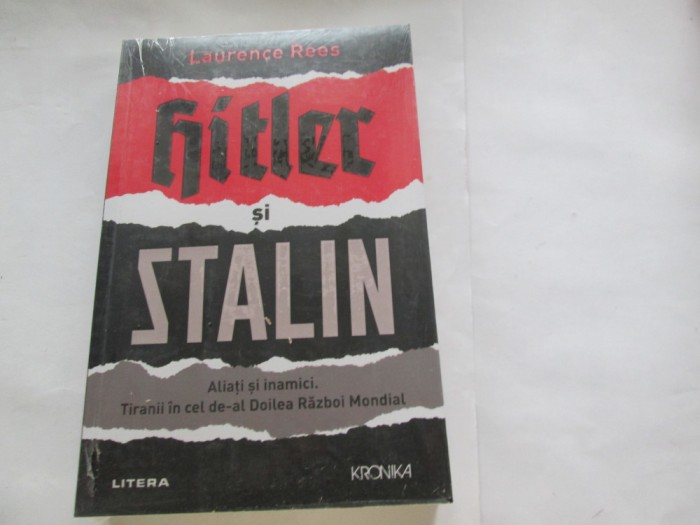 Laurence Rees
Hitler
și
STALIN
Aliați și inamici.
Tiranii în cel de-al Doilea Război Mondial
LITERA KRONIKA